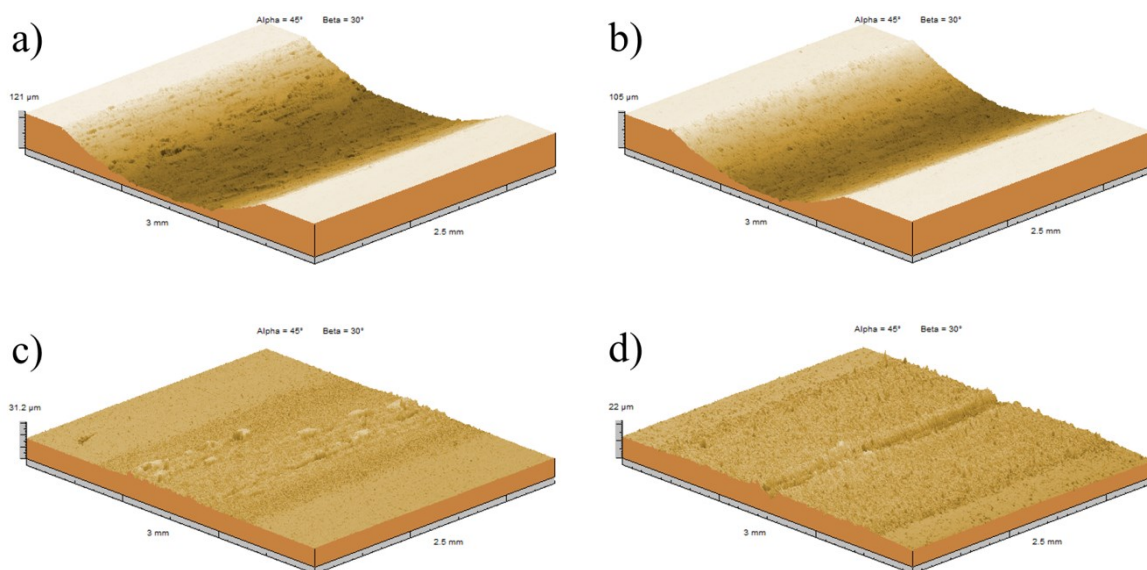 a)
Alpha = 45° Beta = 30°
121 µm
3 mm
2.5 mm
b)
Alpha = 45° Beta = 30°
105 µm
3 mm
2.5 mm
c)
Alpha = 45° Beta = 30°
31.2 µm
3 mm
2.5 mm
d)
Alpha = 45° Beta = 30°
22 µm
3 mm
2.5 mm